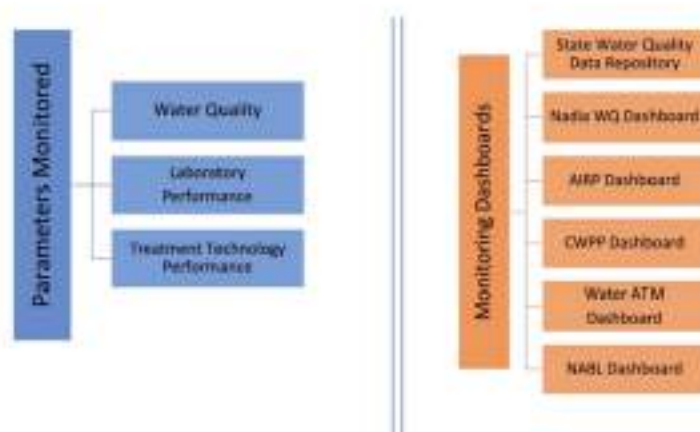 Parameters Monitored
Water Quality
Laboratory
Performance
Treatment Technology
Performance
Monitoring Dashboards
State Water Quality
Data Repository
Nadia WQ Dashboard
AIRP Dashboard
CWPP Dashboard
Water ATM
Dashboard
NABL Dashboard